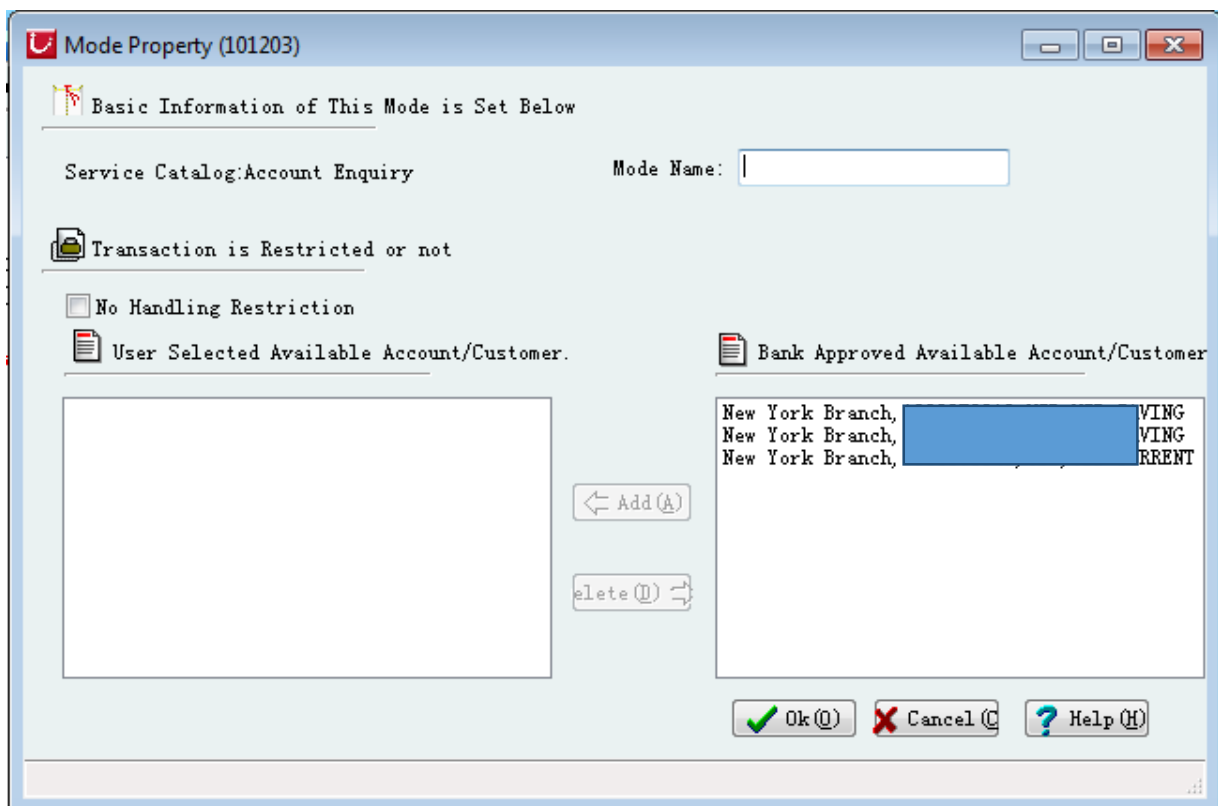 Mode Property (101203)
Basic Information of This Mode is Set Below
Service Catalog:Account Enquiry
Mode Name:
Transaction is Restricted or not
No Handling Restriction
User Selected Available Account/Customer.
Bank Approved Available Account/Customer
New York Branch, VING
New York Branch, VING
New York Branch, RRENT
Add(A)
elete(D)
Ok(O)
Cancel(C
Help(H)